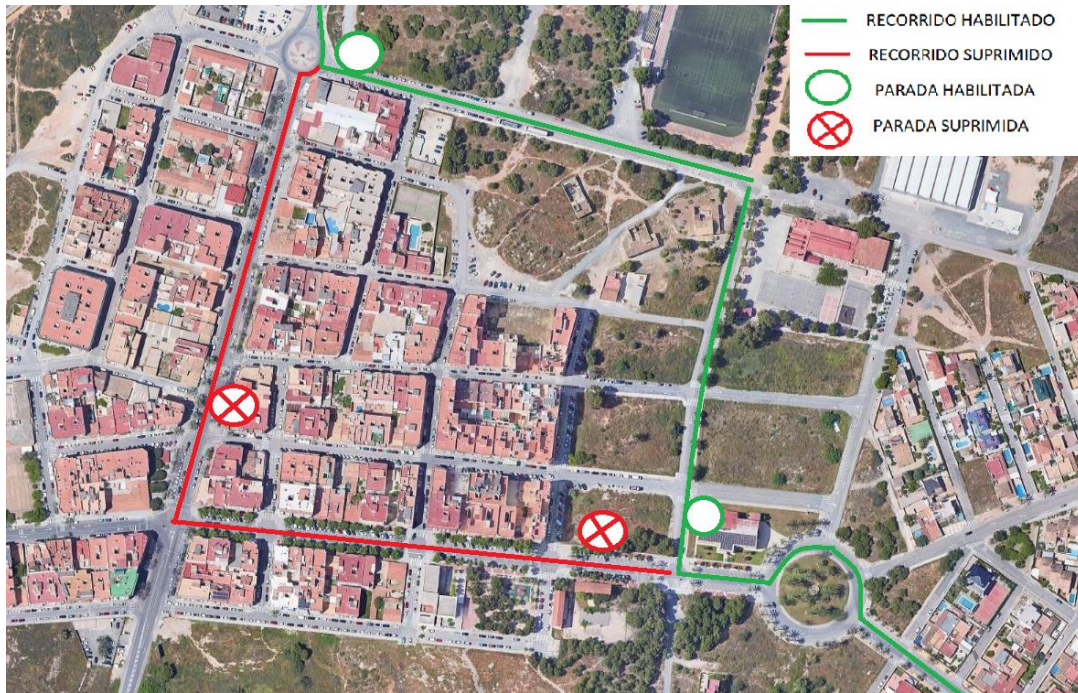 RECORRIDO HABILITADO
RECORRIDO SUPRIMIDO
PARADA HABILITADA
PARADA SUPRIMIDA